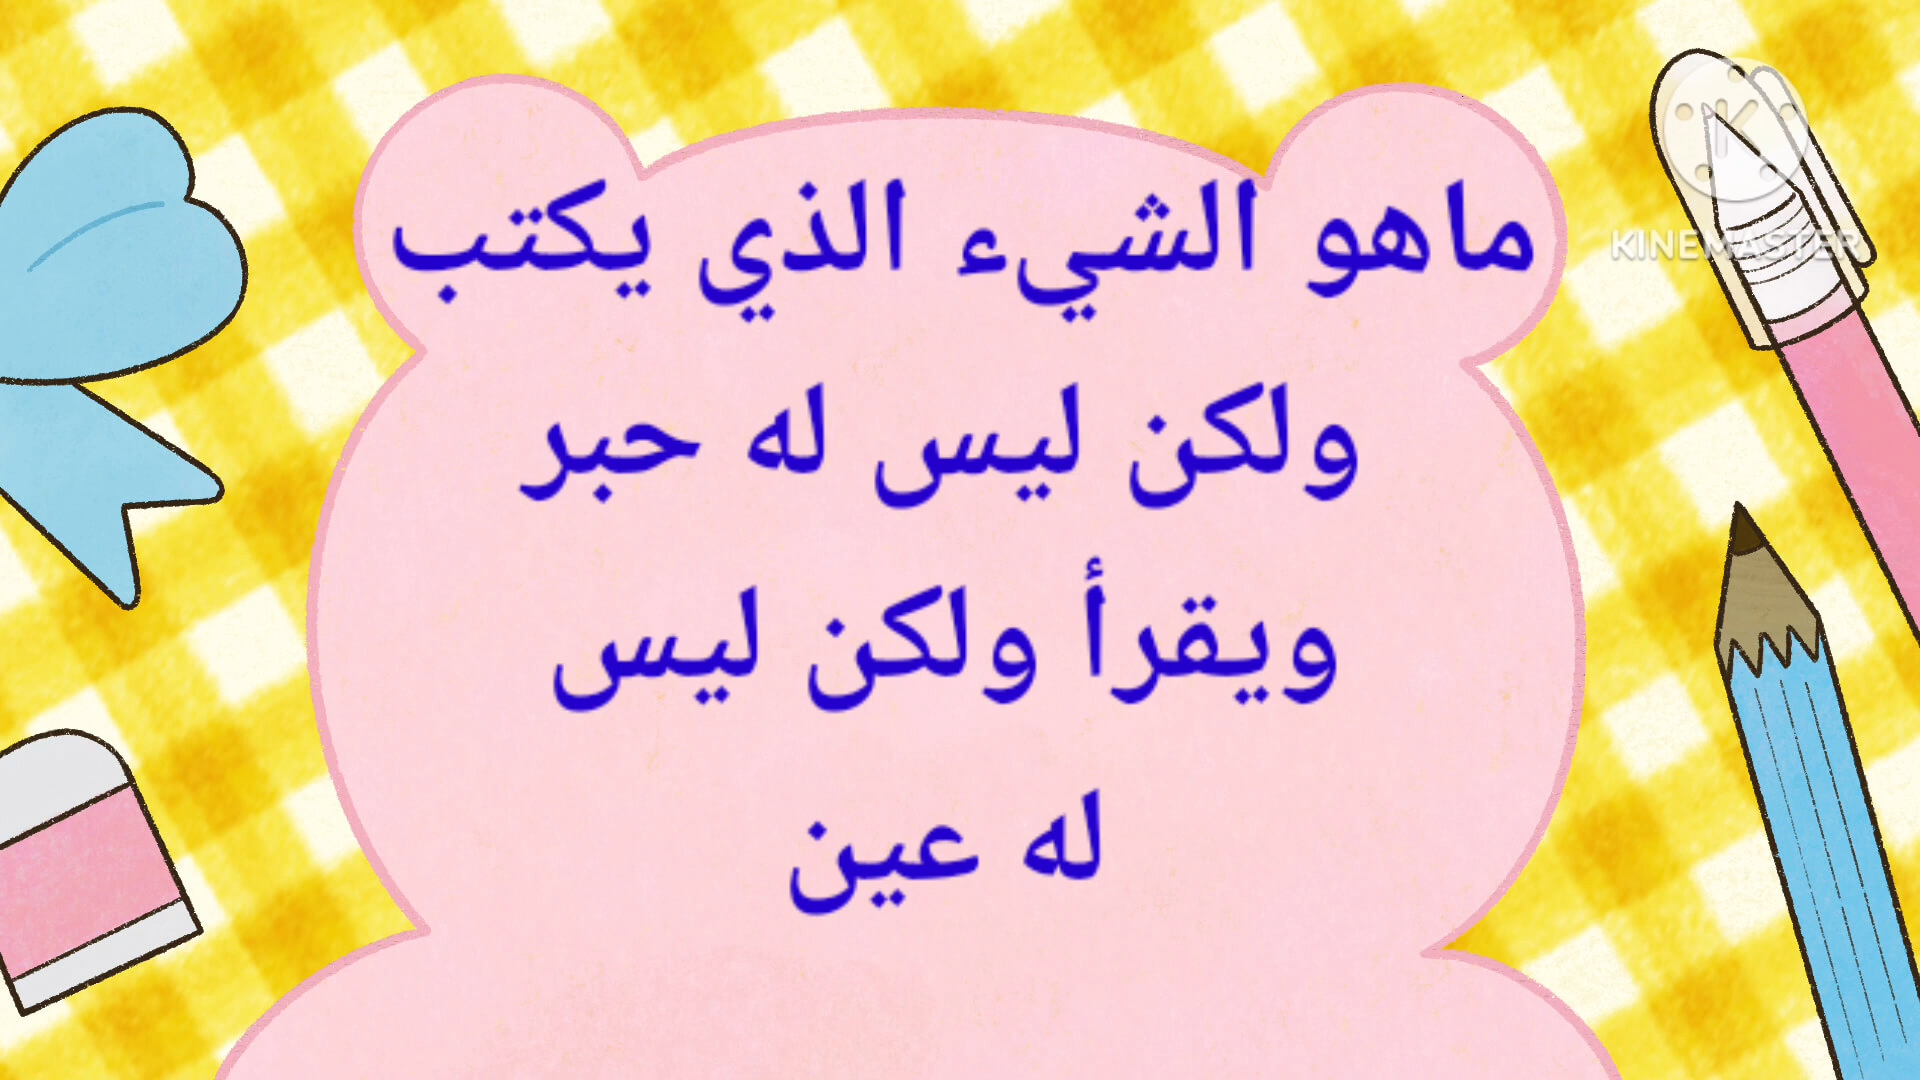 ماهو الشيء الذي يكتب
ولكن ليس له حبر
ويقرأ ولكن ليس
له عين
KINEMASTER